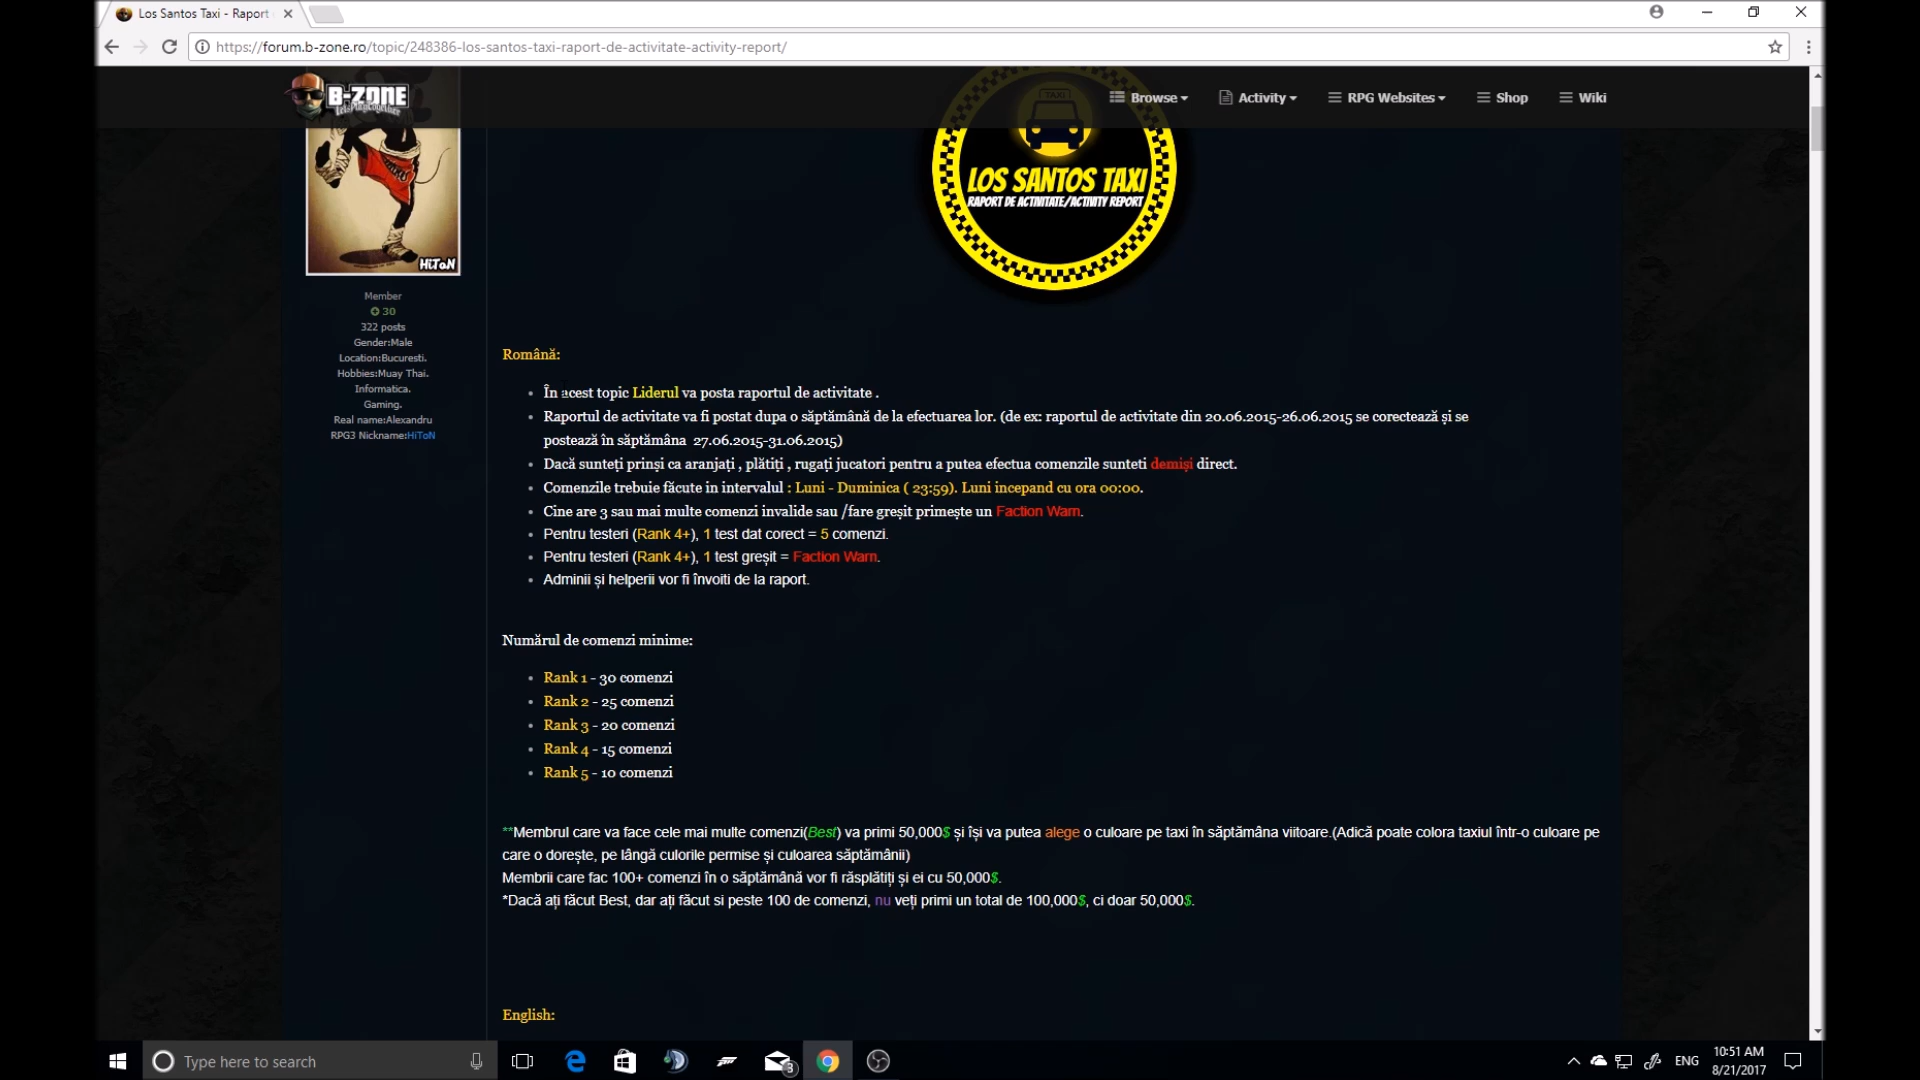 Los Santos Taxi - Raport
https://forum.b-zone.ro/topic/248386-los-santos-taxi-raport-de-activitate-activity-report/
B-ZONE
Browse
Activity
RPG Websites
Shop
Wiki
TAXI
LOS SANTOS TAXI
RAPORT DE ACTIVITATE/ACTIVITY REPORT
HiToN
Member
30
322 posts
Gender:Male
Location:Bucuresti.
Hobbies:Muay Thai.
Informatica.
Gaming.
Real name:Alexandru
RPG3 Nickname:HiToN
Română:
În acest topic Liderul va posta raportul de activitate .
Raportul de activitate va fi postat dupa o săptămână de la efectuarea lor. (de ex: raportul de activitate din 20.06.2015-26.06.2015 se corectează și se
postează în săptămâna 27.06.2015-31.06.2015)
Dacă sunteți prinși ca aranjați , plătiți , rugați jucatori pentru a putea efectua comenzile sunteti demiși direct.
Comenzile trebuie făcute in intervalul : Luni - Duminica ( 23:59). Luni incepand cu ora 00:00.
Cine are 3 sau mai multe comenzi invalide sau /fare greșit primește un Faction Warn.
Pentru testeri (Rank 4+), 1 test dat corect = 5 comenzi.
Pentru testeri (Rank 4+), 1 test greșit = Faction Warn.
Adminii și helperii vor fi învoiti de la raport.
Numărul de comenzi minime:
Rank 1 - 30 comenzi
Rank 2 - 25 comenzi
Rank 3 - 20 comenzi
Rank 4 - 15 comenzi
Rank 5 - 10 comenzi
**Membrul care va face cele mai multe comenzi(Best) va primi 50,000$ și își va putea alege o culoare pe taxi în săptămâna viitoare.(Adică poate colora taxiul într-o culoare pe
care o dorește, pe lângă culorile permise și culoarea săptămânii)
Membrii care fac 100+ comenzi în o săptămână vor fi răsplătiți și ei cu 50,000$.
*Dacă ați făcut Best, dar ați făcut si peste 100 de comenzi, nu veți primi un total de 100,000$, ci doar 50,000$.
English:
Type here to search
3
ENG
10:51 AM
8/21/2017